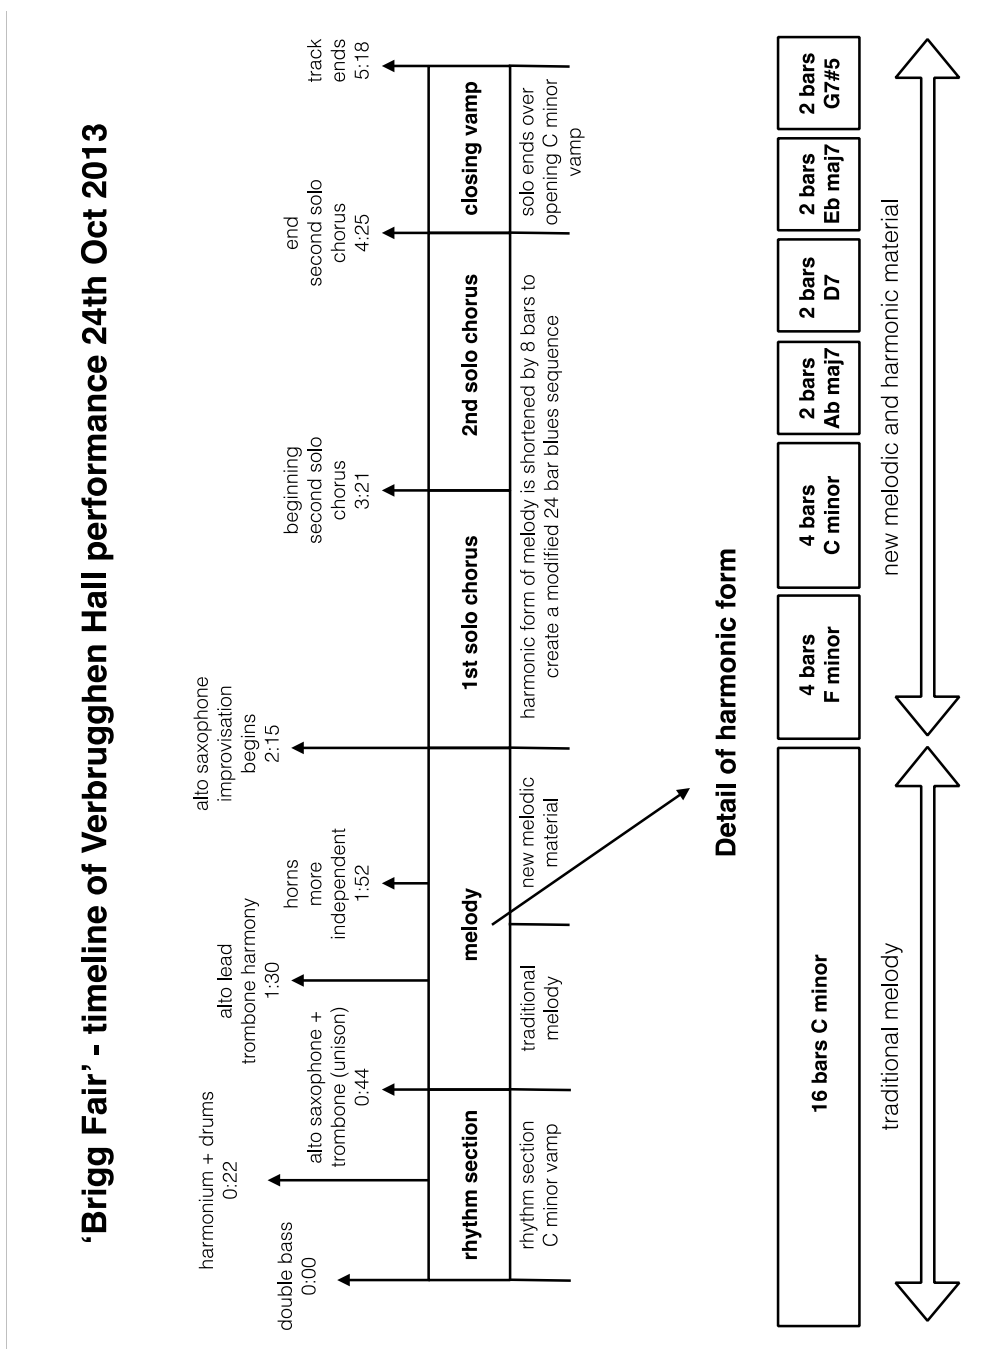 ‘Brigg Fair’ - timeline of Verbrugghen Hall performance 24th Oct 2013
double bass
0:00
harmonium + drums
0:22
alto saxophone +
trombone (unison)
0:44
alto lead
trombone harmony
1:30
horns
more
independent
1:52
alto saxophone
improvisation
begins
2:15
beginning
second solo
chorus
3:21
end
second solo
chorus
4:25
track
ends
5:18
rhythm section
melody
1st solo chorus
2nd solo chorus
closing vamp
rhythm section
C minor vamp
traditional
melody
new melodic
material
harmonic form of melody is shortened by 8 bars to
create a modified 24 bar blues sequence
solo ends over
opening C minor
vamp
Detail of harmonic form
16 bars C minor
4 bars
F minor
4 bars
C minor
2 bars
Ab maj7
2 bars
D7
2 bars
Eb maj7
2 bars
G7#5
traditional melody
new melodic and harmonic material